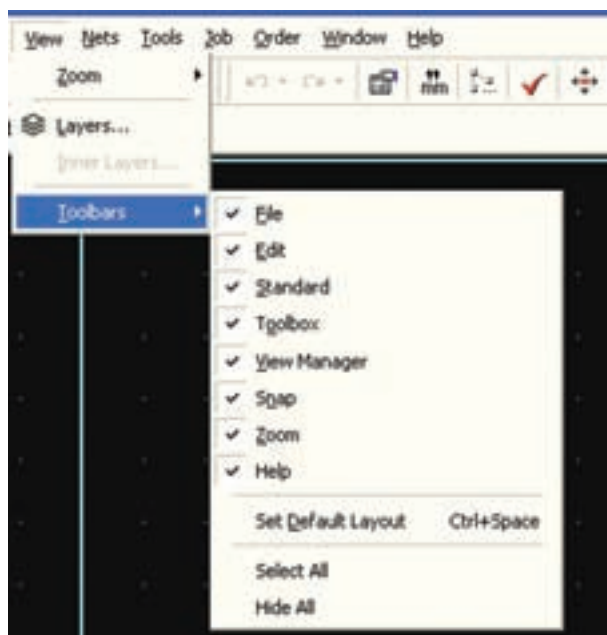 View Nets Tools Job Order Window Help
Zoom
mm
Layers...
Inner Layers...
Toolbars
File
Edit
Standard
Toolbox
View Manager
Snap
Zoom
Help
Set Default Layout Ctrl+Space
Select All
Hide All